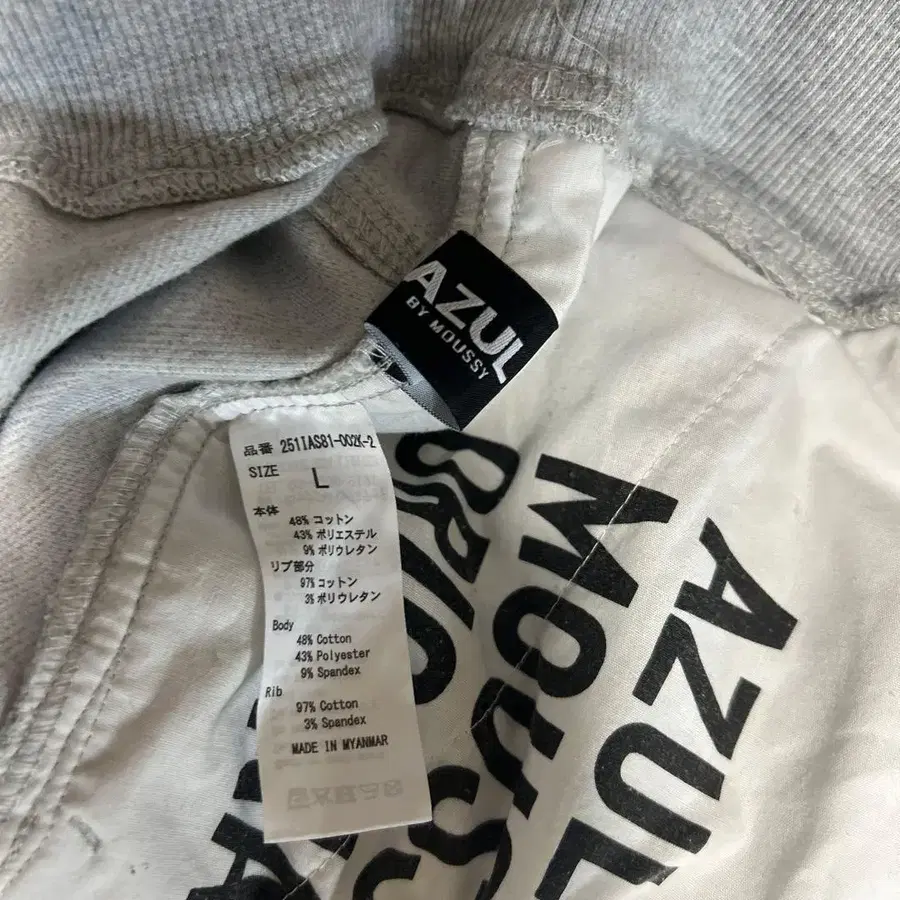 AZUL
BY MOUSSY
品番 251IAS81-002K-2
SIZE
L
本体
48% コットン
43% ポリエステル
9% ポリウレタン
リブ部分
97% コットン
3% ポリウレタン
Body
48% Cotton
43% Polyester
9% Spandex
Rib
97% Cotton
3% Spandex
MADE IN MYANMAR
AZUL
MOUSS